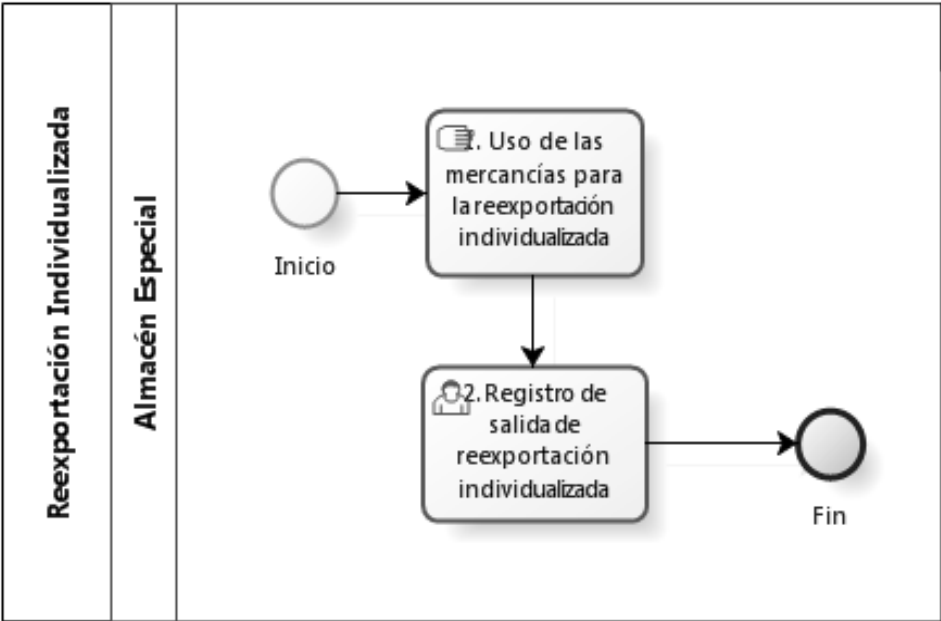 Reexportación Individualizada
Almacén Especial
Inicio
1. Uso de las
mercancías para
la reexportación
individualizada
2. Registro de
salida de
reexportación
individualizada
Fin